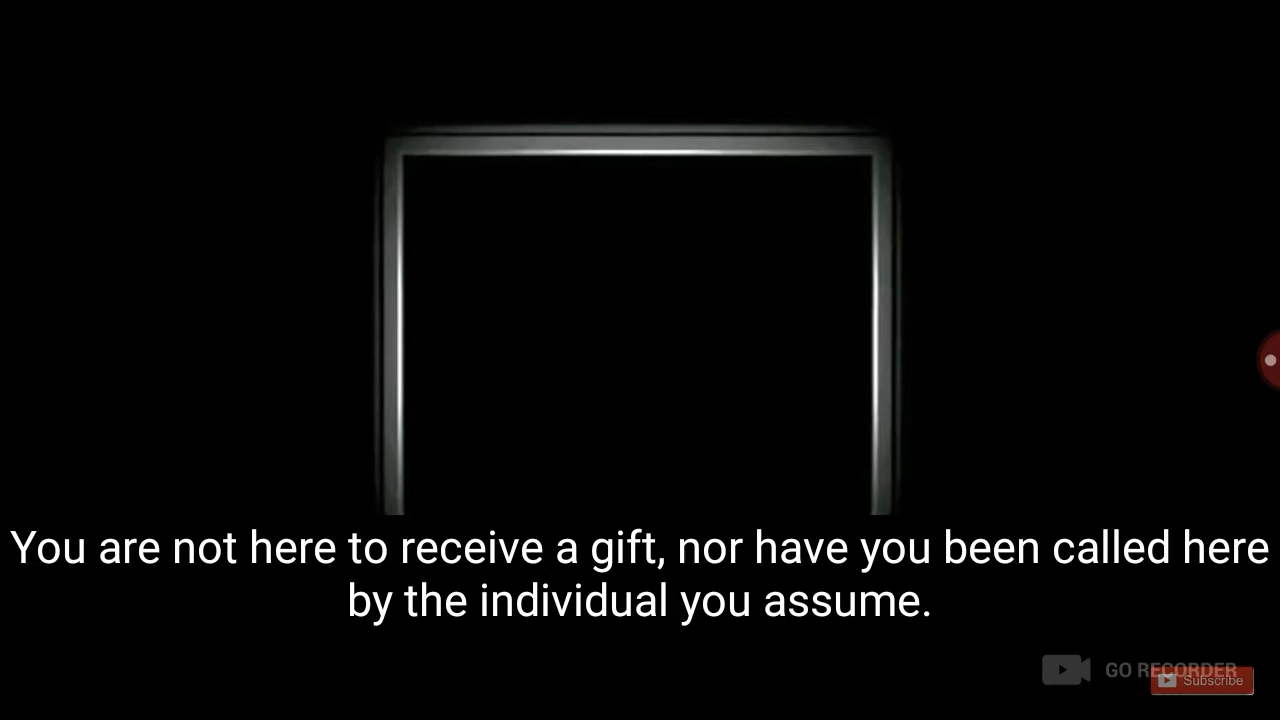 You are not here to receive a gift, nor have you been called here
by the individual you assume.
GO RECORDER
Subscribe